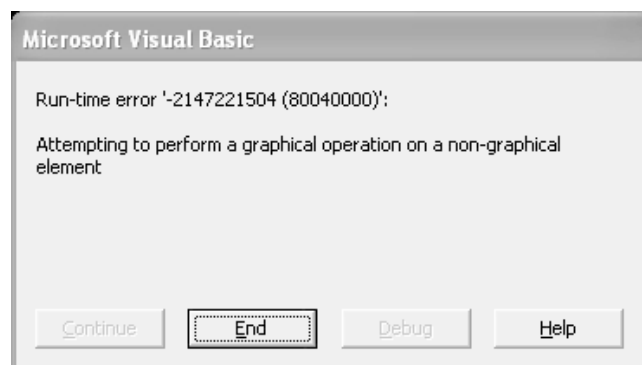 Microsoft Visual Basic
Run-time error '-2147221504 (80040000)':
Attempting to perform a graphical operation on a non-graphical
element
Continue End Debug Help